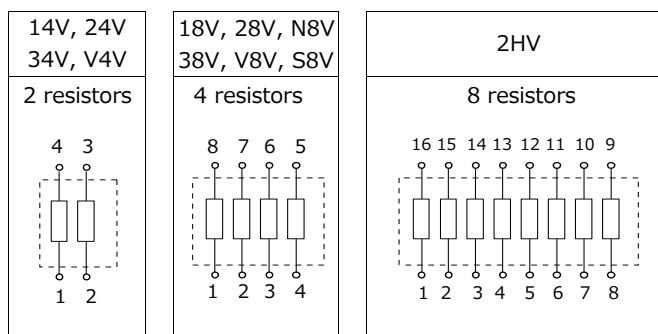 14V, 24V
34V, V4V
2 resistors
4 3
1 2
18V, 28V, N8V
38V, V8V, S8V
4 resistors
8 7 6 5
1 2 3 4
2HV
8 resistors
16 15 14 13 12 11 10 9
1 2 3 4 5 6 7 8